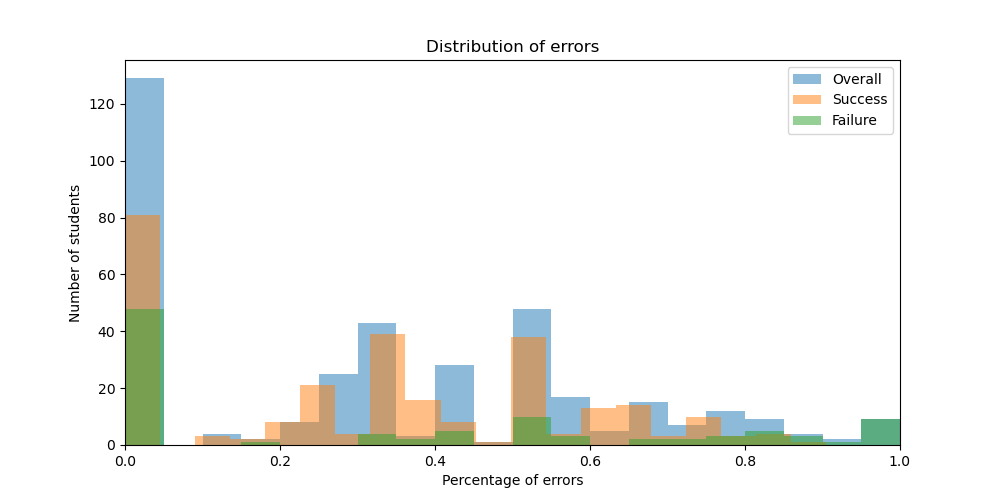 Distribution of errors
Overall
Success
Failure
Number of students
120
100
80
60
40
20
0
0.0 0.2 0.4 0.6 0.8 1.0
Percentage of errors